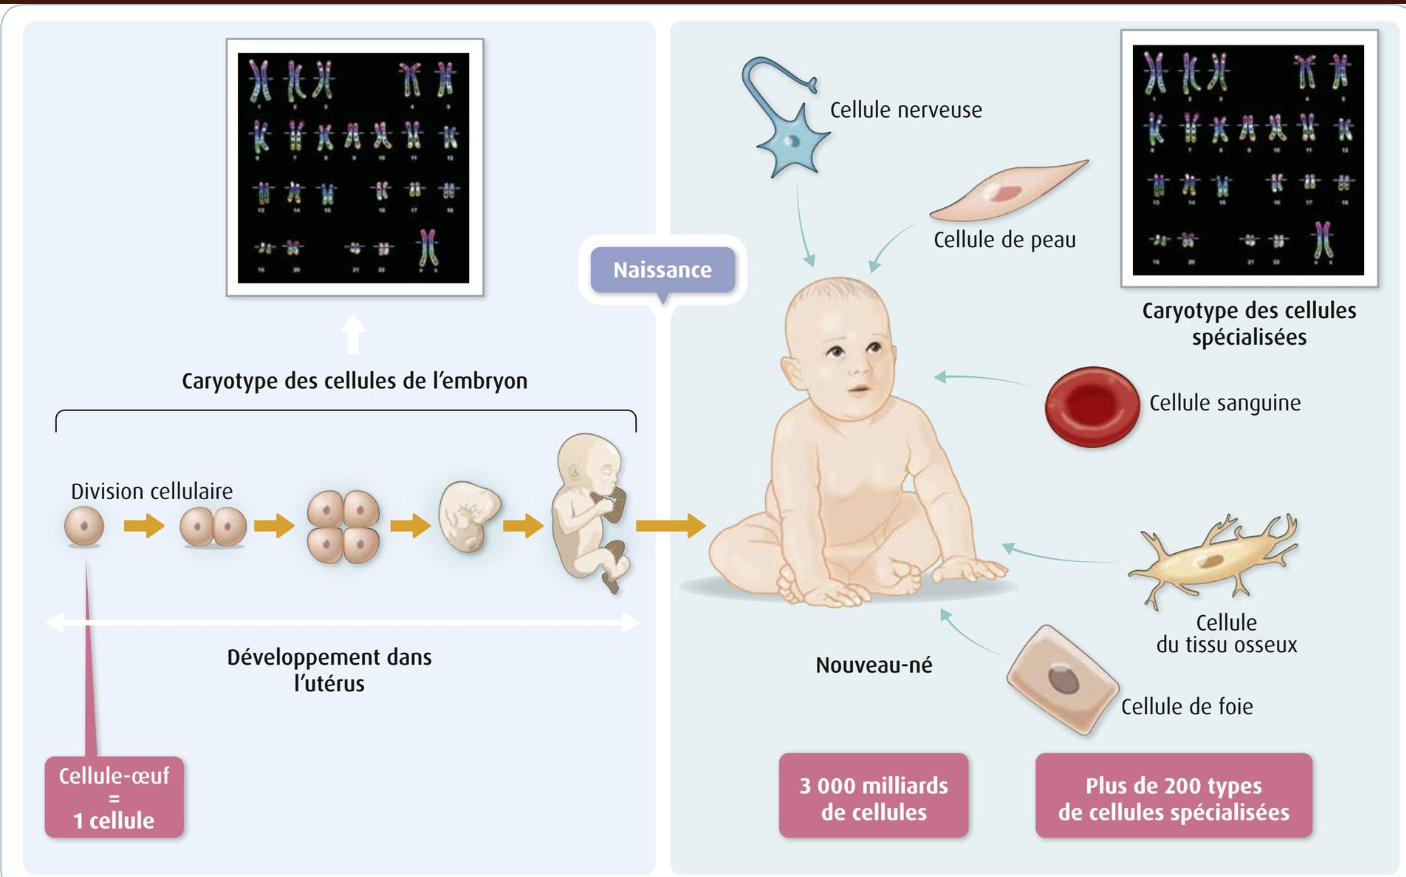 Caryotype des cellules de l'embryon
Division cellulaire
Développement dans
l'utérus
Cellule-œuf
=
1 cellule
Naissance
Cellule nerveuse
Cellule de peau
Caryotype des cellules
spécialisées
Cellule sanguine
Cellule
du tissu osseux
Cellule de foie
Nouveau-né
3 000 milliards
de cellules
Plus de 200 types
de cellules spécialisées